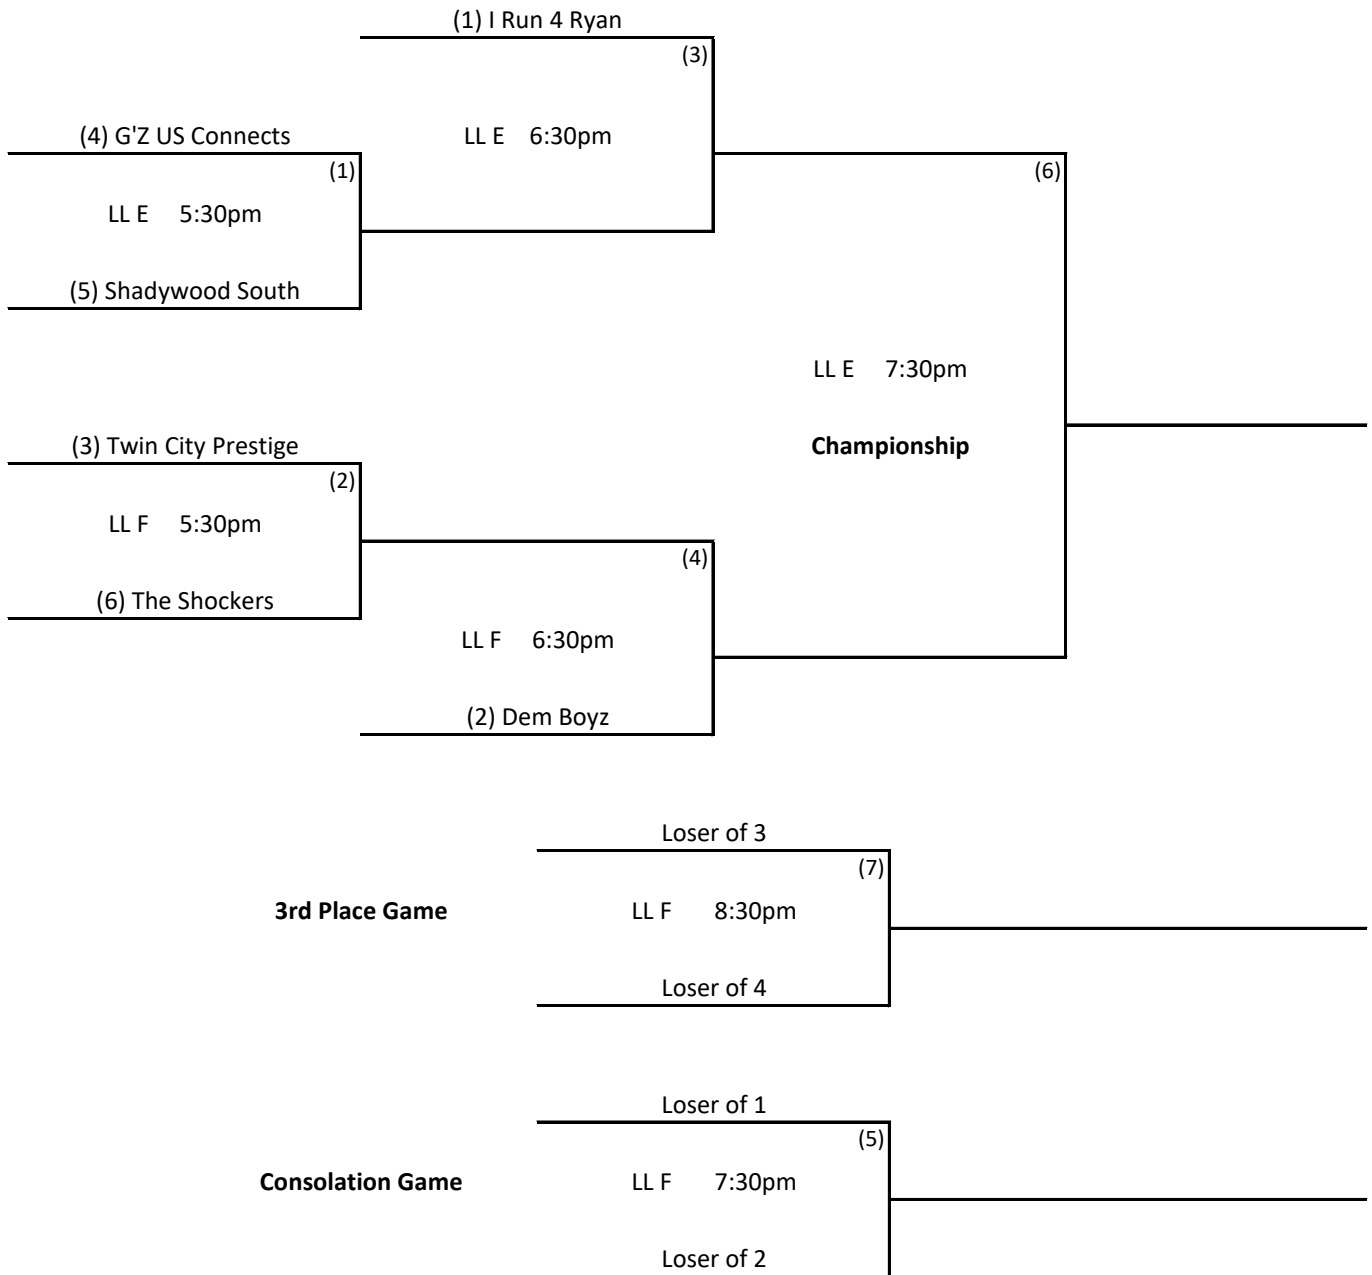 (1) I Run 4 Ryan
(3)
(4) G'Z US Connects
LL E 6:30pm
(1)
(6)
LL E 5:30pm
(5) Shadywood South
LL E 7:30pm
(3) Twin City Prestige
Championship
(2)
LL F 5:30pm
(4)
(6) The Shockers
LL F 6:30pm
(2) Dem Boyz
Loser of 3
(7)
3rd Place Game
LL F 8:30pm
Loser of 4
Loser of 1
(5)
Consolation Game
LL F 7:30pm
Loser of 2